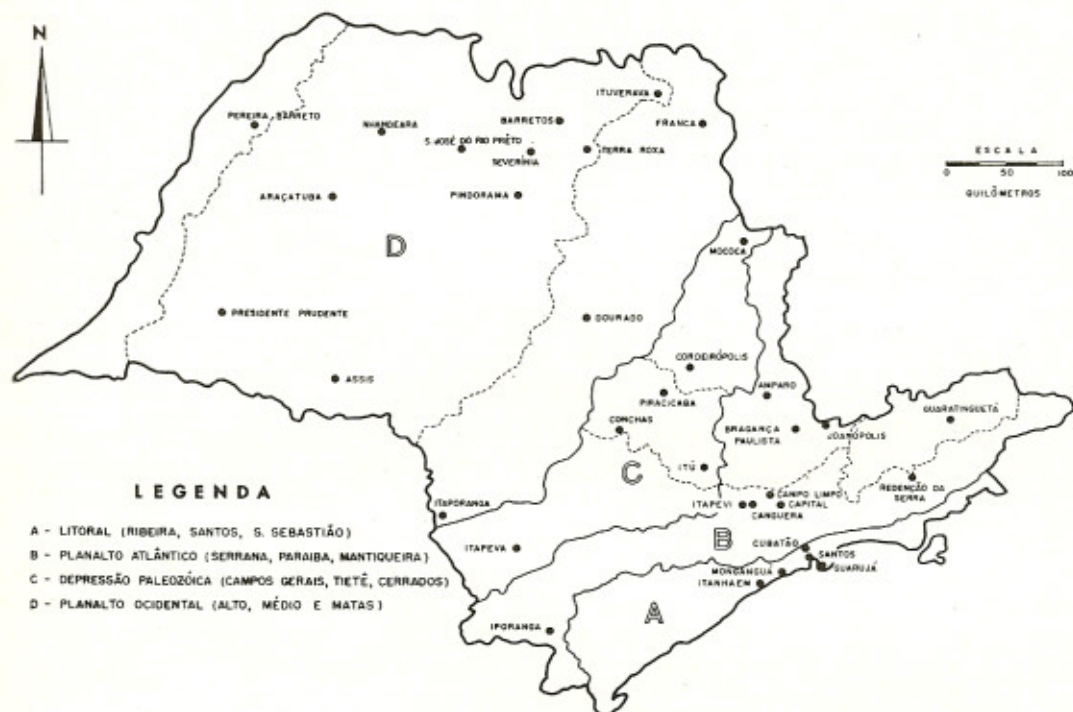 N
ITUVERAVA
PEREIRA BARRETO
NHANDEARA
BARRETOS
FRANCA
S. JOSÉ DO RIO PRÊTO
SEVERÍNIA
TERRA ROXA
ESCALA
0 50 100
QUILÔMETROS
ARAÇATUBA
PINDORAMA
D
MOCOCA
PRESIDENTE PRUDENTE
DOURADO
CORDEIRÓPOLIS
ASSIS
AMPARO
PIRACICABA
GUARATINGUETÁ
CONCHAS
BRAGANÇA
PAULISTA
JOANÓPOLIS
C
ITÚ
REDENÇÃO DA
SERRA
LEGENDA
CAMPO LIMPO
ITAPEVI
CAPITAL
CANGUERA
ITAPORANGA
A - LITORAL (RIBEIRA, SANTOS, S. SEBASTIÃO)
B - PLANALTO ATLÂNTICO (SERRANA, PARAIBA, MANTIQUEIRA)
C - DEPRESSÃO PALEOZÓICA (CAMPOS GERAIS, TIETÊ, CERRADOS)
D - PLANALTO OCIDENTAL (ALTO, MÉDIO E MATAS)
ITAPEVA
B
CUBATÃO
SANTOS
GUARUJÁ
MONGAGUÁ
ITANHAEM
A
IPORANGA